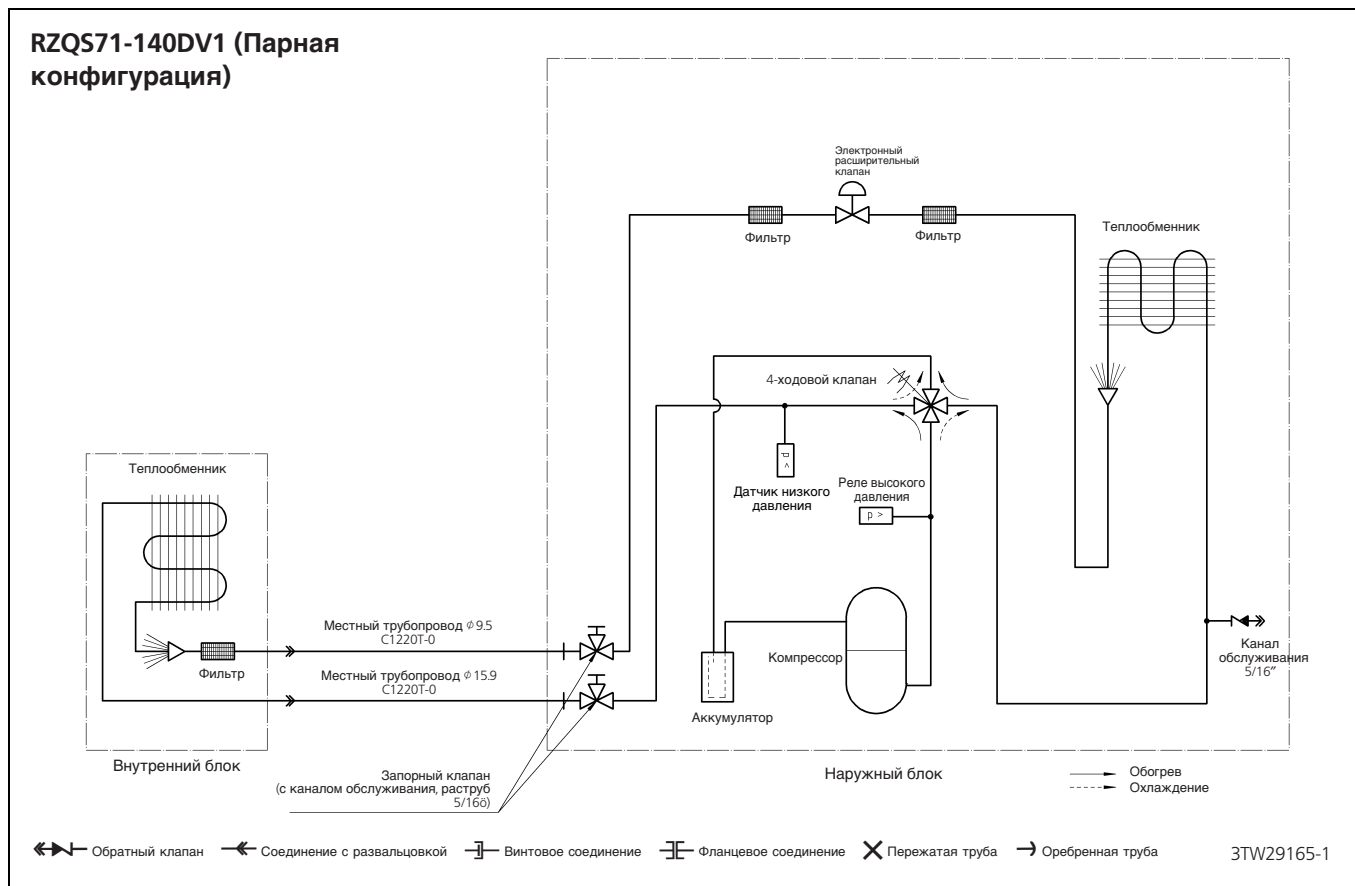 RZQS71-140DV1 (Парная
конфигурация)
Электронный
расширительный
клапан
Фильтр
Фильтр
Теплообменник
4-ходовой клапан
p <
Датчик низкого
давления
Реле высокого
давления
p >
Теплообменник
Местный трубопровод ϕ 9.5
C1220T-0
Фильтр
Местный трубопровод ϕ 15.9
C1220T-0
Компрессор
Аккумулятор
Канал
обслуживания
5/16"
Внутренний блок
Запорный клапан
(с каналом обслуживания, раструб
5/16ö)
Наружный блок
Обогрев
Охлаждение
Обратный клапан
Соединение с развальцовкой
Винтовое соединение
Фланцевое соединение
Пережатая труба
Оребренная труба
3TW29165-1